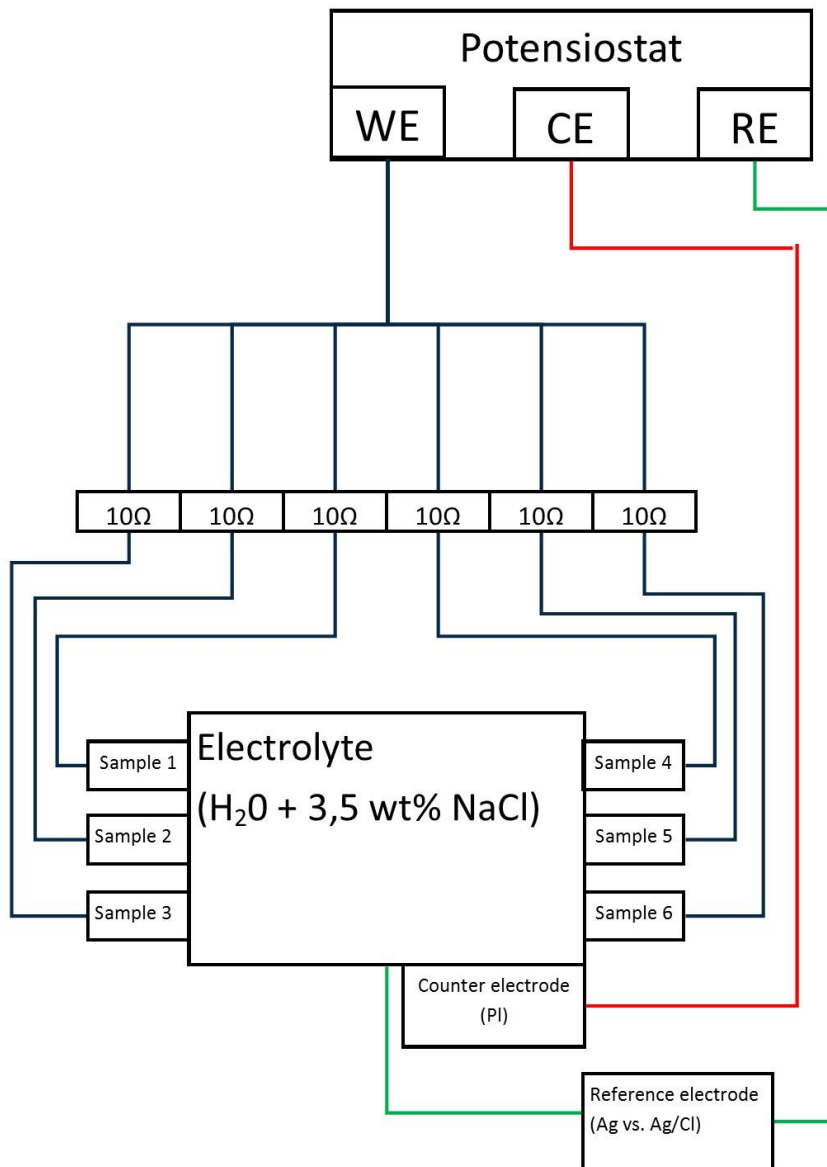 Potensiostat
WE CE RE
10Ω 10Ω 10Ω 10Ω 10Ω 10Ω
Electrolyte
(H₂0 + 3,5 wt% NaCl)
Sample 1
Sample 2
Sample 3
Sample 4
Sample 5
Sample 6
Counter electrode
(Pl)
Reference electrode
(Ag vs. Ag/Cl)